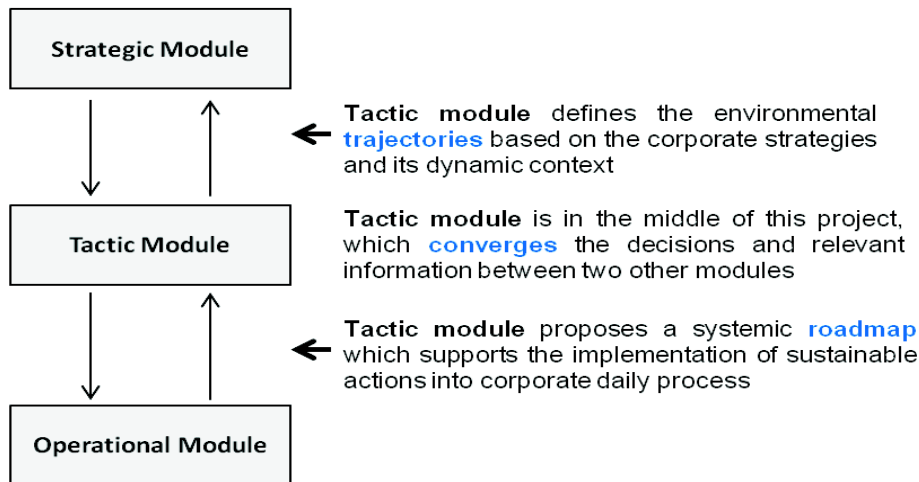 Strategic Module
Tactic module defines the environmental
trajectories based on the corporate strategies
and its dynamic context
Tactic Module
Tactic module is in the middle of this project,
which converges the decisions and relevant
information between two other modules
Tactic module proposes a systemic roadmap
which supports the implementation of sustainable
actions into corporate daily process
Operational Module